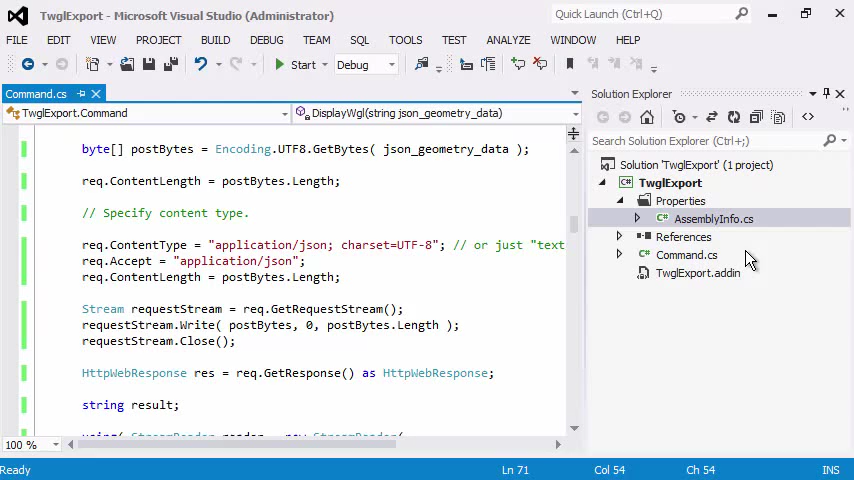 TwglExport - Microsoft Visual Studio (Administrator)
Quick Launch (Ctrl+Q)
FILE EDIT VIEW PROJECT BUILD DEBUG TEAM SQL TOOLS TEST ANALYZE WINDOW HELP
Start Debug
Command.cs
TwglExport.Command
DisplayWgl(string json_geometry_data)
byte[] postBytes = Encoding.UTF8.GetBytes( json_geometry_data );
req.ContentLength = postBytes.Length;
// Specify content type.
req.ContentType = "application/json; charset=UTF-8"; // or just "text
req.Accept = "application/json";
req.ContentLength = postBytes.Length;
Stream requestStream = req.GetRequestStream();
requestStream.Write( postBytes, 0, postBytes.Length );
requestStream.Close();
HttpWebResponse res = req.GetResponse() as HttpWebResponse;
string result;
using( StreamReader reader = new StreamReader(
100 %
Solution Explorer
Search Solution Explorer (Ctrl+;)
Solution 'TwglExport' (1 project)
TwglExport
Properties
AssemblyInfo.cs
References
Command.cs
TwglExport.addin
Ready Ln 71 Col 54 Ch 54 INS